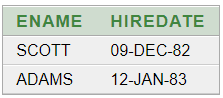 ENAME HIREDATE
SCOTT 09-DEC-82
ADAMS 12-JAN-83